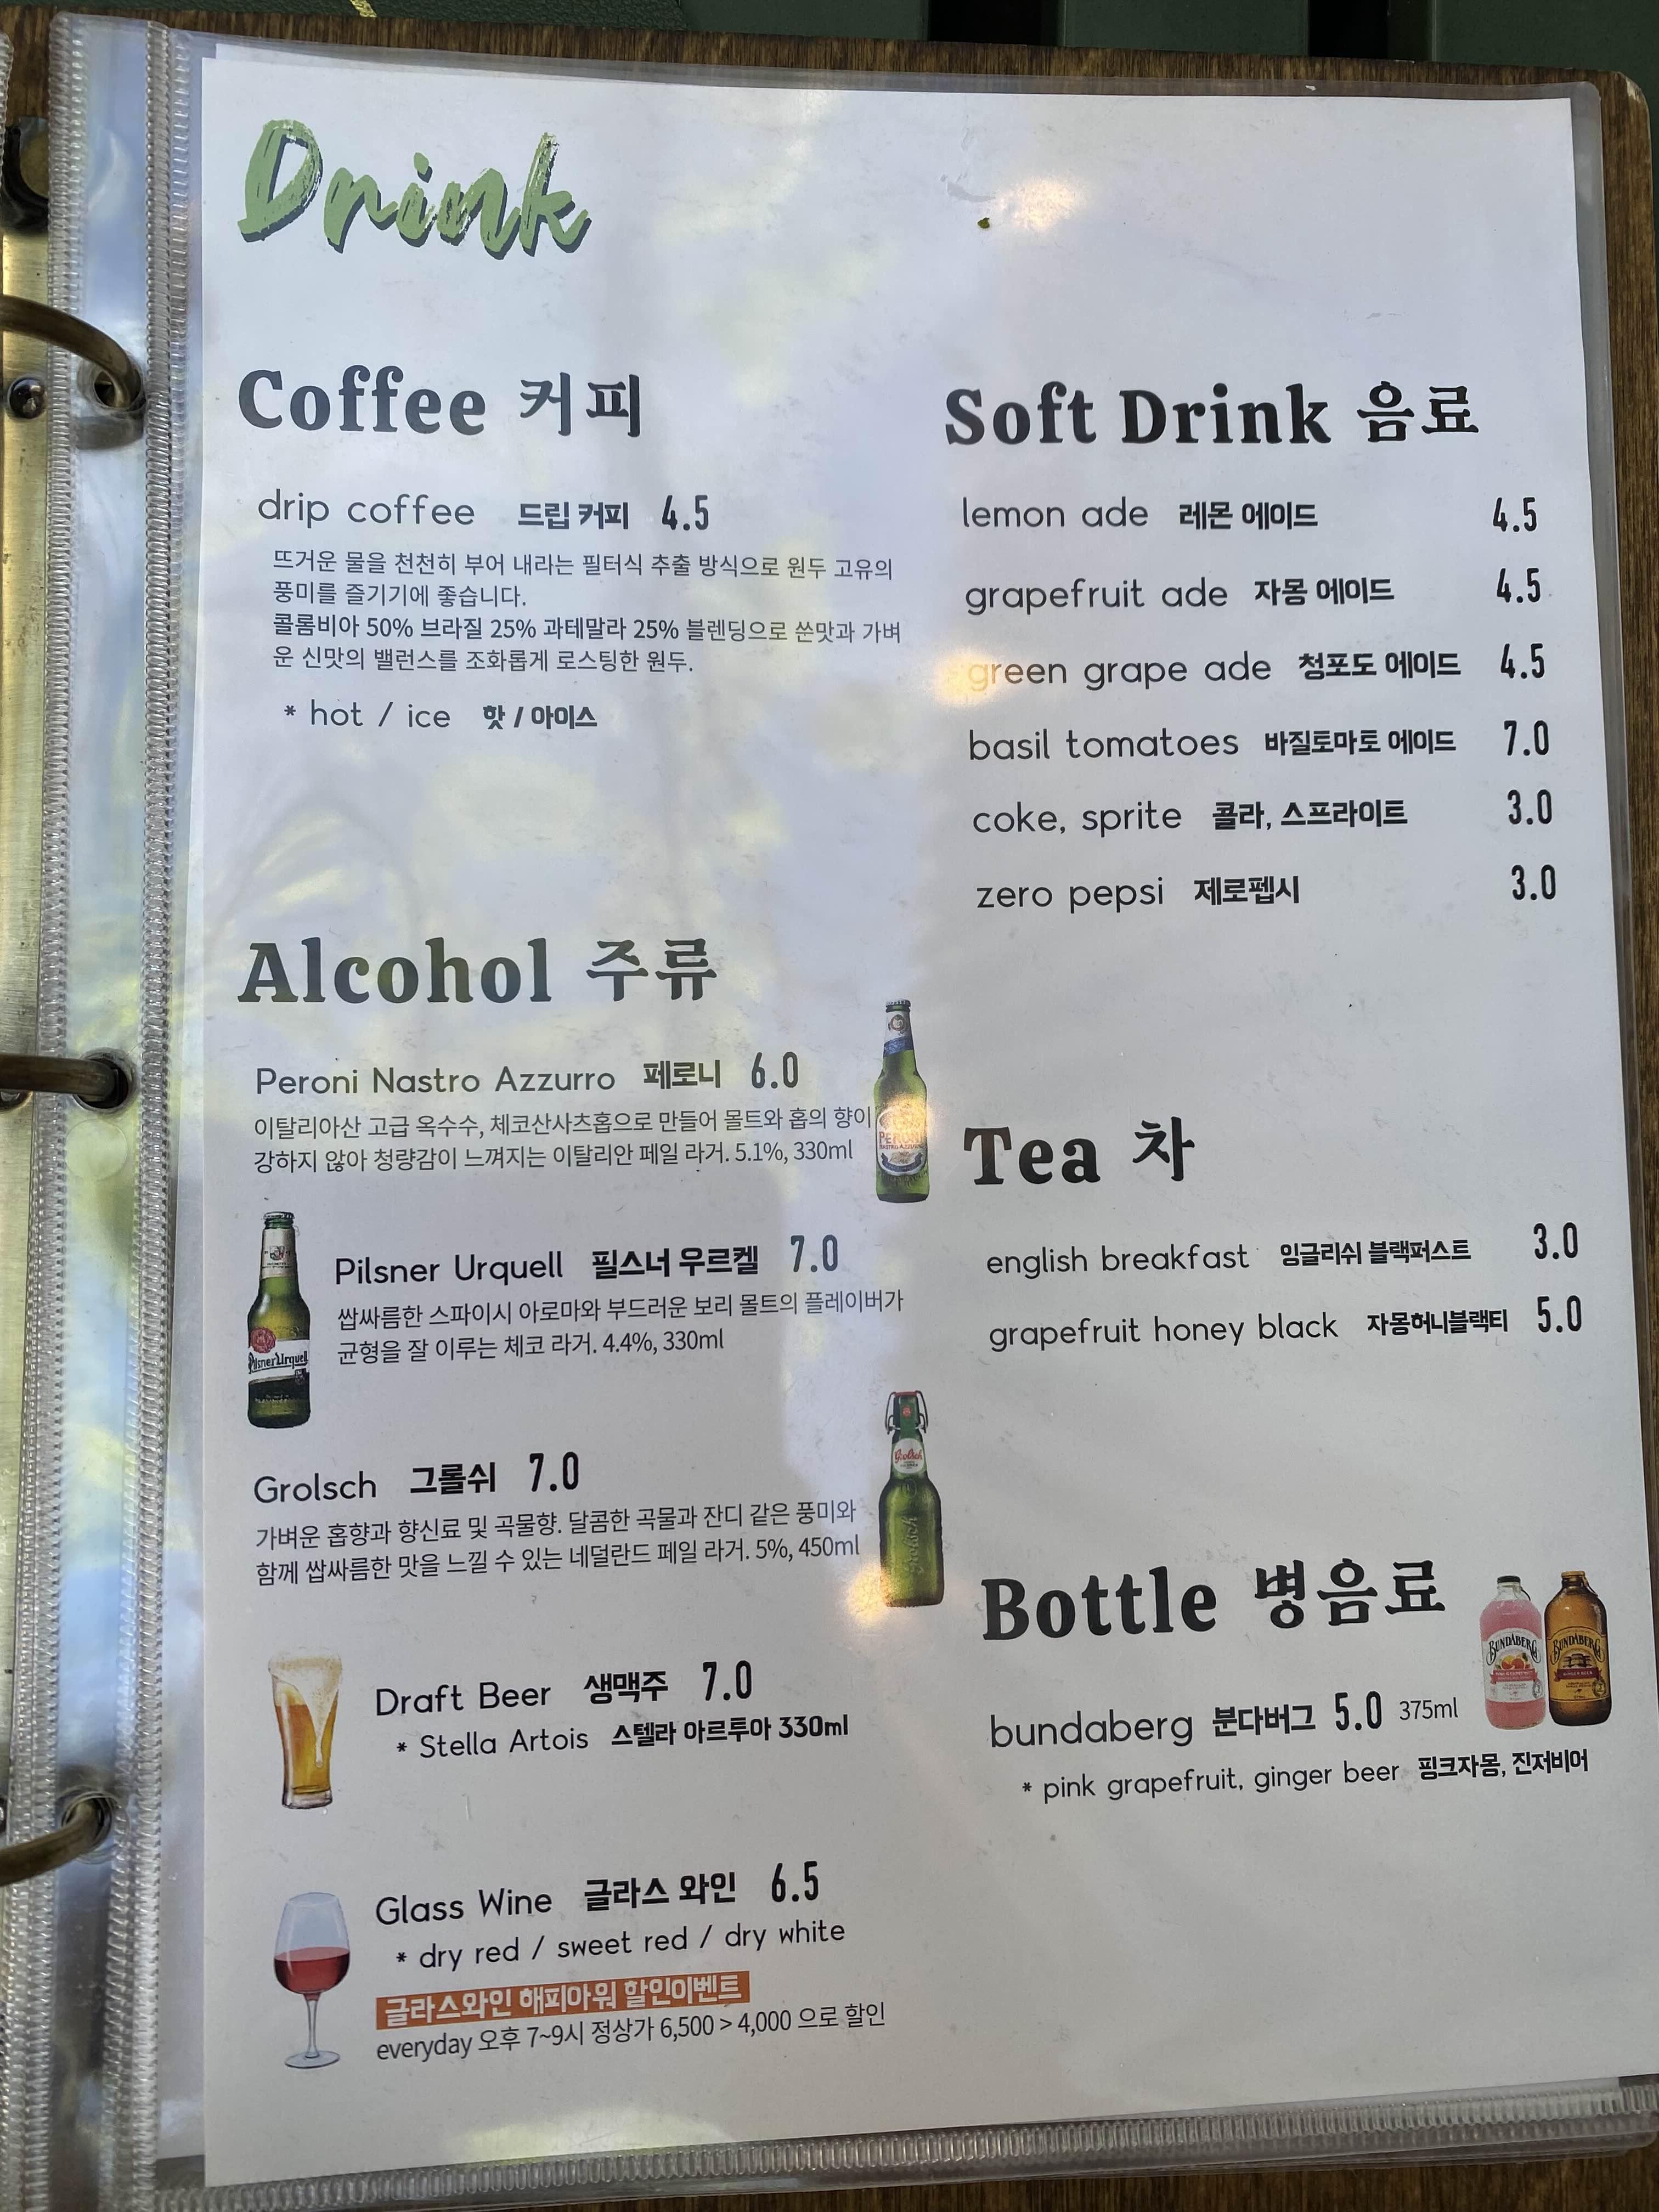 Drink
Coffee 커피
drip coffee 드립 커피 4.5
뜨거운 물을 천천히 부어 내라는 필터식 추출 방식으로 원두 고유의
풍미를 즐기기에 좋습니다.
콜롬비아 50% 브라질 25% 과테말라 25% 블렌딩으로 쓴맛과 가벼
운 신맛의 밸런스를 조화롭게 로스팅한 원두.
* hot / ice 핫 / 아이스
Alcohol 주류
Peroni Nastro Azzurro 페로니 6.0
이탈리아산 고급 옥수수, 체코산사츠홉으로 만들어 몰트와 홉의 향이
강하지 않아 청량감이 느껴지는 이탈리안 페일 라거. 5.1%, 330ml
PERONI
Pilsner Urquell 필스너 우르켈 7.0
쌉싸름한 스파이시 아로마와 부드러운 보리 몰트의 플레이버가
균형을 잘 이루는 체코 라거. 4.4%, 330ml
Pilsner Urquell
Grolsch 그롤쉬 7.0
가벼운 홉향과 향신료 및 곡물향. 달콤한 곡물과 잔디 같은 풍미와
함께 쌉싸름한 맛을 느낄 수 있는 네덜란드 페일 라거. 5%, 450ml
Grolsch
Grolsch
Draft Beer 생맥주 7.0
* Stella Artois 스텔라 아르투아 330ml
Glass Wine 글라스 와인 6.5
* dry red / sweet red / dry white
글라스와인 해피아워 할인이벤트
everyday 오후 7~9시 정상가 6,500 > 4,000 으로 할인
Soft Drink 음료
lemon ade 레몬 에이드 4.5
grapefruit ade 자몽 에이드 4.5
green grape ade 청포도 에이드 4.5
basil tomatoes 바질토마토 에이드 7.0
coke, sprite 콜라, 스프라이트 3.0
zero pepsi 제로펩시 3.0
Tea 차
english breakfast 잉글리쉬 블랙퍼스트 3.0
grapefruit honey black 자몽허니블랙티 5.0
Bottle 병음료
BUNDABERG
BUNDABERG
bundaberg 분다버그 5.0 375ml
* pink grapefruit, ginger beer 핑크자몽, 진저비어